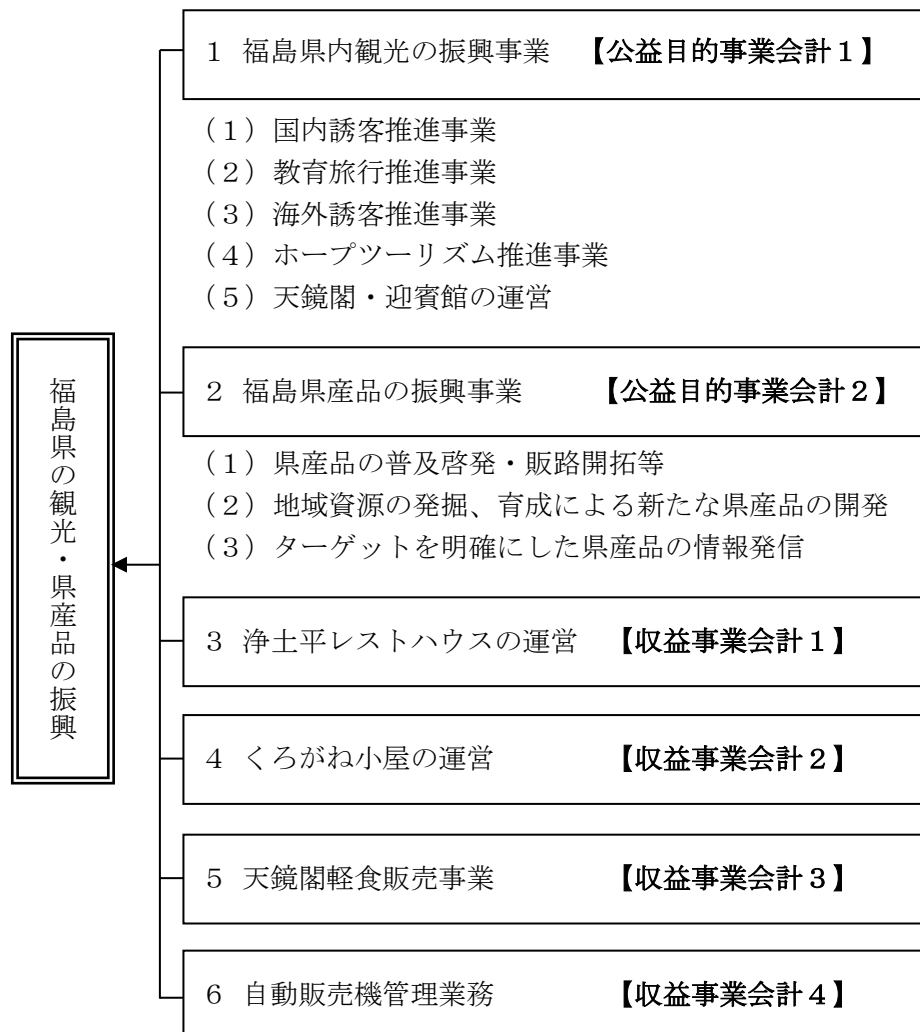 福島県の観光・県産品の振興
１ 福島県内観光の振興事業 【公益目的事業会計１】
（１）国内誘客推進事業
（２）教育旅行推進事業
（３）海外誘客推進事業
（４）ホープツーリズム推進事業
（５）天鏡閣・迎賓館の運営
２ 福島県産品の振興事業 【公益目的事業会計２】
（１）県産品の普及啓発・販路開拓等
（２）地域資源の発掘、育成による新たな県産品の開発
（３）ターゲットを明確にした県産品の情報発信
３ 浄土平レストハウスの運営 【収益事業会計１】
４ くろがね小屋の運営 【収益事業会計２】
５ 天鏡閣軽食販売事業 【収益事業会計３】
６ 自動販売機管理業務 【収益事業会計４】